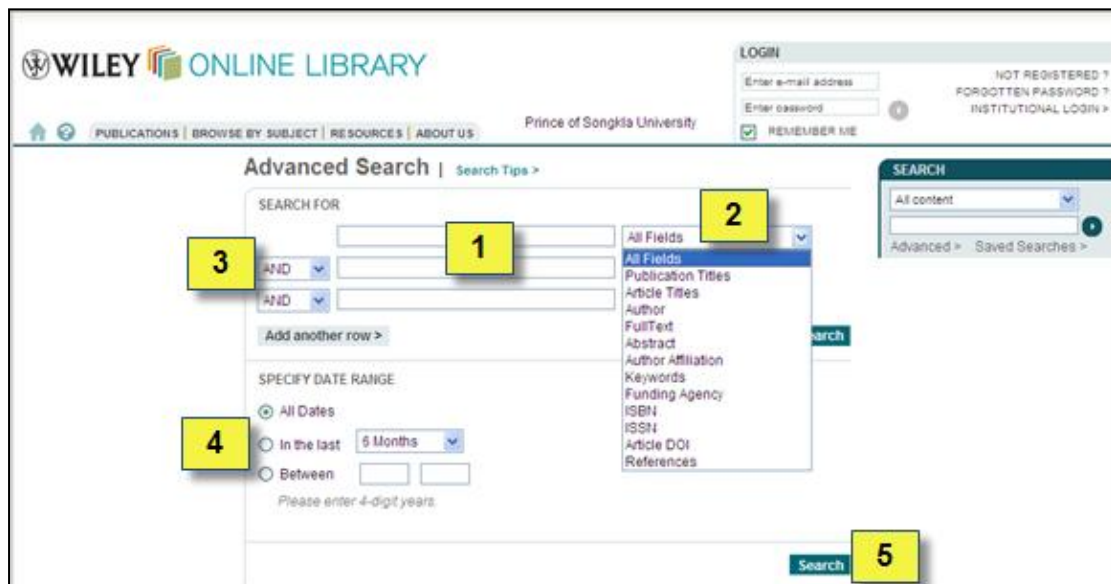 WILEY ONLINE LIBRARY
LOGIN
Enter e-mail address
Enter password
REMEMBER ME
NOT REGISTERED ?
FORGOTTEN PASSWORD ?
INSTITUTIONAL LOGIN >
PUBLICATIONS | BROWSE BY SUBJECT | RESOURCES | ABOUT US
Prince of Songkla University
Advanced Search | Search Tips >
SEARCH
All content
Advanced > Saved Searches >
SEARCH FOR
1
2
All Fields
3
AND
AND
All Fields
Publication Titles
Article Titles
Author
FullText
Abstract
Author Affiliation
Keywords
Funding Agency
ISBN
ISSN
Article DOI
References
Add another row >
earch
SPECIFY DATE RANGE
All Dates
4
In the last 6 Months
Between
Please enter 4-digit years
Search
5